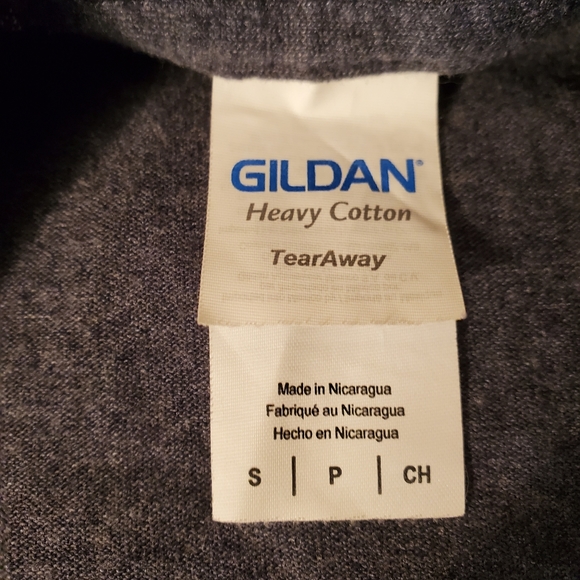 GILDAN®
Heavy Cotton
TearAway
Made in Nicaragua
Fabriqué au Nicaragua
Hecho en Nicaragua
S | P | CH